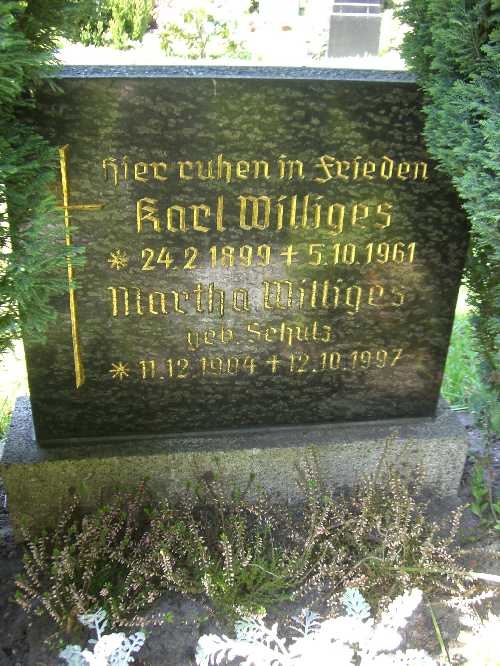 Hier ruhen in Frieden
Karl Williges
* 24.2.1899 + 5.10.1961
Martha Williges
geb. Schulz
* 11.12.1904 + 12.10.1997